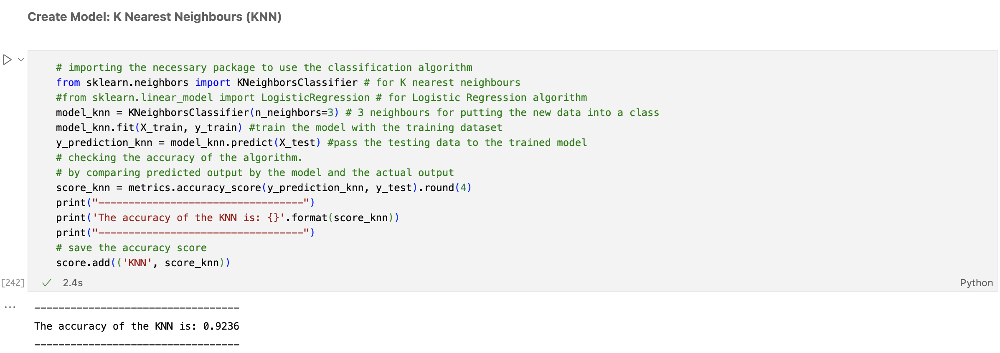 Create Model: K Nearest Neighbours (KNN)
# importing the necessary package to use the classification algorithm
from sklearn.neighbors import KNeighborsClassifier # for K nearest neighbours
#from sklearn.linear_model import LogisticRegression # for Logistic Regression algorithm
model_knn = KNeighborsClassifier(n_neighbors=3) # 3 neighbours for putting the new data into a class
model_knn.fit(X_train, y_train) #train the model with the training dataset
y_prediction_knn = model_knn.predict(X_test) #pass the testing data to the trained model
# checking the accuracy of the algorithm.
# by comparing predicted output by the model and the actual output
score_knn = metrics.accuracy_score(y_prediction_knn, y_test).round(4)
print("----------------------------------")
print('The accuracy of the KNN is: {}'.format(score_knn))
print("----------------------------------")
# save the accuracy score
score.add(('KNN', score_knn))
[242] 2.4s Python
----------------------------------
The accuracy of the KNN is: 0.9236
----------------------------------